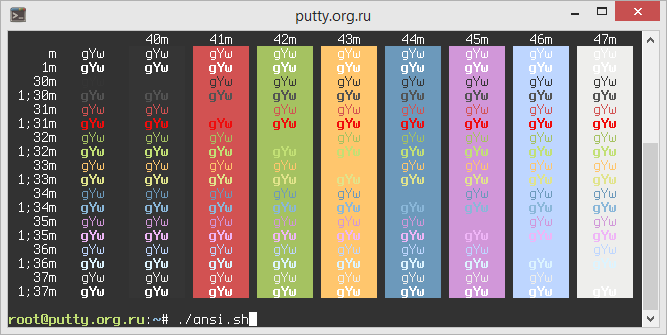 40m 41m 42m 43m 44m 45m 46m 47m
m gYw gYw gYw gYw gYw gYw gYw gYw gYw
1m gYw gYw gYw gYw gYw gYw gYw gYw gYw
30m gYw gYw gYw gYw gYw gYw gYw
1;30m gYw gYw gYw gYw gYw gYw gYw gYw gYw
31m gYw gYw gYw gYw gYw gYw gYw gYw
1;31m gYw gYw gYw gYw gYw gYw gYw gYw gYw
32m gYw gYw gYw gYw gYw gYw gYw gYw
1;32m gYw gYw gYw gYw gYw gYw gYw gYw gYw
33m gYw gYw gYw gYw gYw gYw gYw gYw
1;33m gYw gYw gYw gYw gYw gYw gYw gYw gYw
34m gYw gYw gYw gYw gYw gYw gYw gYw
1;34m gYw gYw gYw gYw gYw gYw gYw gYw gYw
35m gYw gYw gYw gYw gYw gYw gYw gYw
1;35m gYw gYw gYw gYw gYw gYw gYw gYw gYw
36m gYw gYw gYw gYw gYw gYw gYw gYw
1;36m gYw gYw gYw gYw gYw gYw gYw gYw gYw
37m gYw gYw gYw gYw gYw gYw gYw gYw
1;37m gYw gYw gYw gYw gYw gYw gYw gYw gYw
root@putty.org.ru:~# ./ansi.sh
putty.org.ru